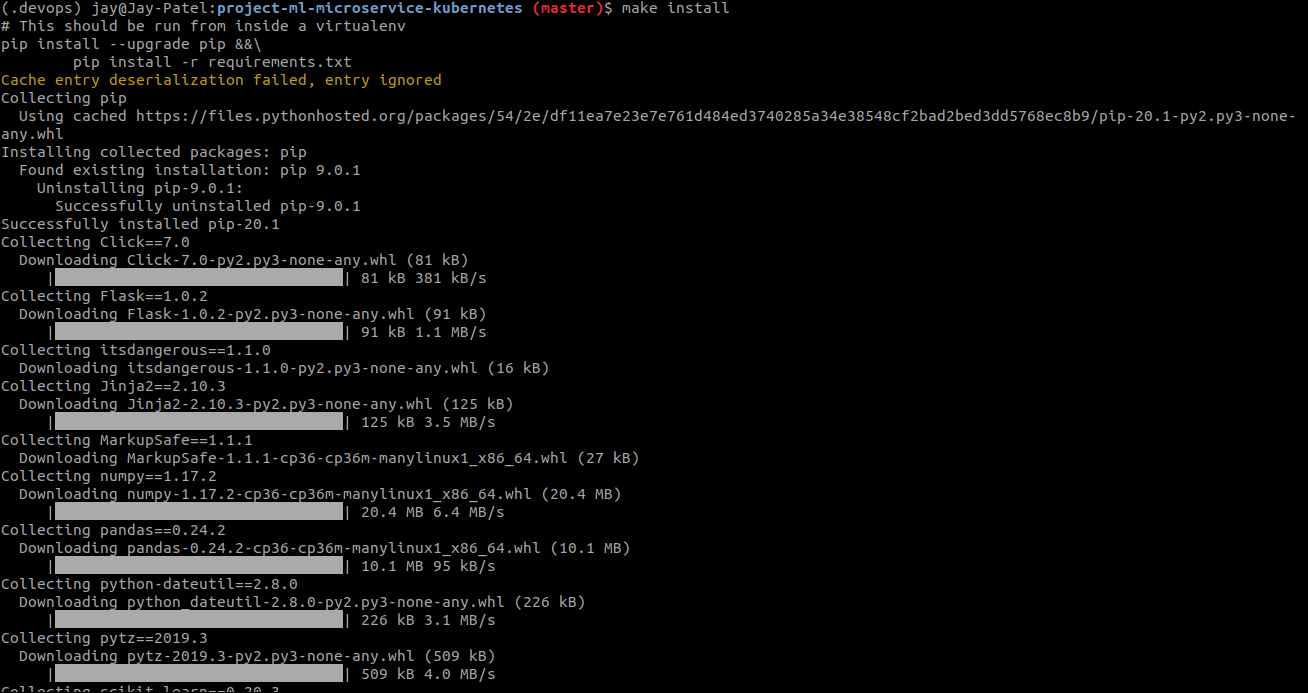 (.devops) jay@Jay-Patel:project-ml-microservice-kubernetes (master)$ make install
# This should be run from inside a virtualenv
pip install --upgrade pip &&\
pip install -r requirements.txt
Cache entry deserialization failed, entry ignored
Collecting pip
Using cached https://files.pythonhosted.org/packages/54/2e/df11ea7e23e7e761d484ed3740285a34e38548cf2bad2bed3dd5768ec8b9/pip-20.1-py2.py3-none-
any.whl
Installing collected packages: pip
Found existing installation: pip 9.0.1
Uninstalling pip-9.0.1:
Successfully uninstalled pip-9.0.1
Successfully installed pip-20.1
Collecting Click==7.0
Downloading Click-7.0-py2.py3-none-any.whl (81 kB)
| | 81 kB 381 kB/s
Collecting Flask==1.0.2
Downloading Flask-1.0.2-py2.py3-none-any.whl (91 kB)
| | 91 kB 1.1 MB/s
Collecting itsdangerous==1.1.0
Downloading itsdangerous-1.1.0-py2.py3-none-any.whl (16 kB)
Collecting Jinja2==2.10.3
Downloading Jinja2-2.10.3-py2.py3-none-any.whl (125 kB)
| | 125 kB 3.5 MB/s
Collecting MarkupSafe==1.1.1
Downloading MarkupSafe-1.1.1-cp36-cp36m-manylinux1_x86_64.whl (27 kB)
Collecting numpy==1.17.2
Downloading numpy-1.17.2-cp36-cp36m-manylinux1_x86_64.whl (20.4 MB)
| | 20.4 MB 6.4 MB/s
Collecting pandas==0.24.2
Downloading pandas-0.24.2-cp36-cp36m-manylinux1_x86_64.whl (10.1 MB)
| | 10.1 MB 95 kB/s
Collecting python-dateutil==2.8.0
Downloading python_dateutil-2.8.0-py2.py3-none-any.whl (226 kB)
| | 226 kB 3.1 MB/s
Collecting pytz==2019.3
Downloading pytz-2019.3-py2.py3-none-any.whl (509 kB)
| | 509 kB 4.0 MB/s
Collecting scikit-learn==0.20.3